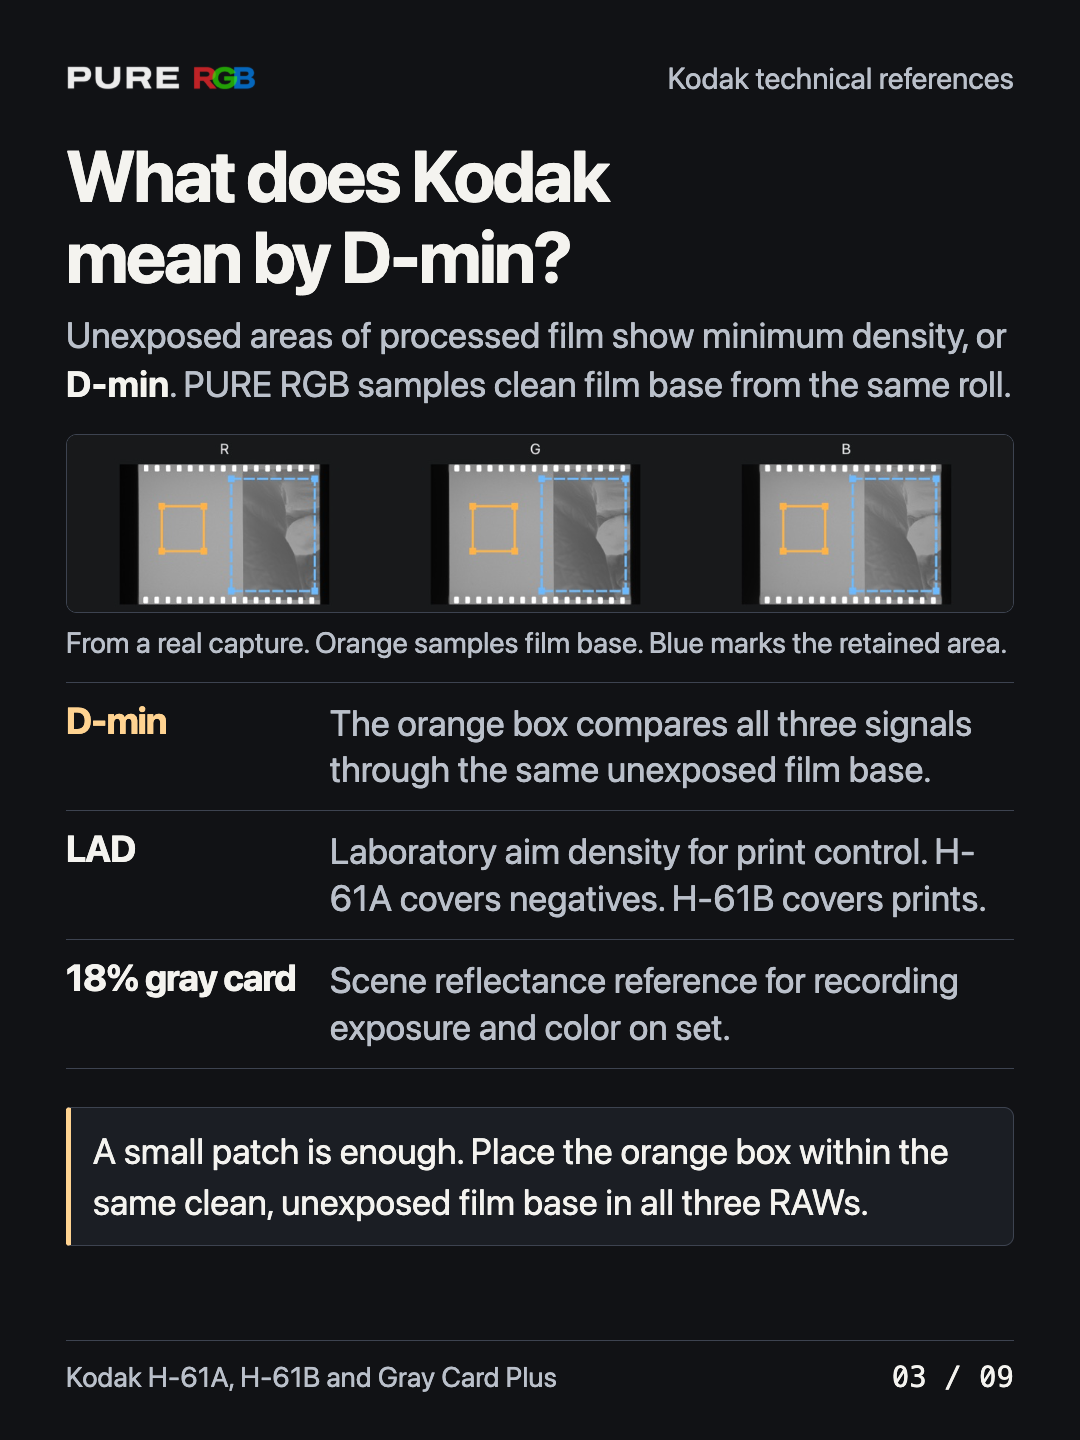 PURE RGB
Kodak technical references
What does Kodak
mean by D-min?
Unexposed areas of processed film show minimum density, or
D-min. PURE RGB samples clean film base from the same roll.
R
G
B
From a real capture. Orange samples film base. Blue marks the retained area.
D-min
The orange box compares all three signals
through the same unexposed film base.
LAD
Laboratory aim density for print control. H-
61A covers negatives. H-61B covers prints.
18% gray card
Scene reflectance reference for recording
exposure and color on set.
A small patch is enough. Place the orange box within the
same clean, unexposed film base in all three RAWs.
Kodak H-61A, H-61B and Gray Card Plus
03 / 09